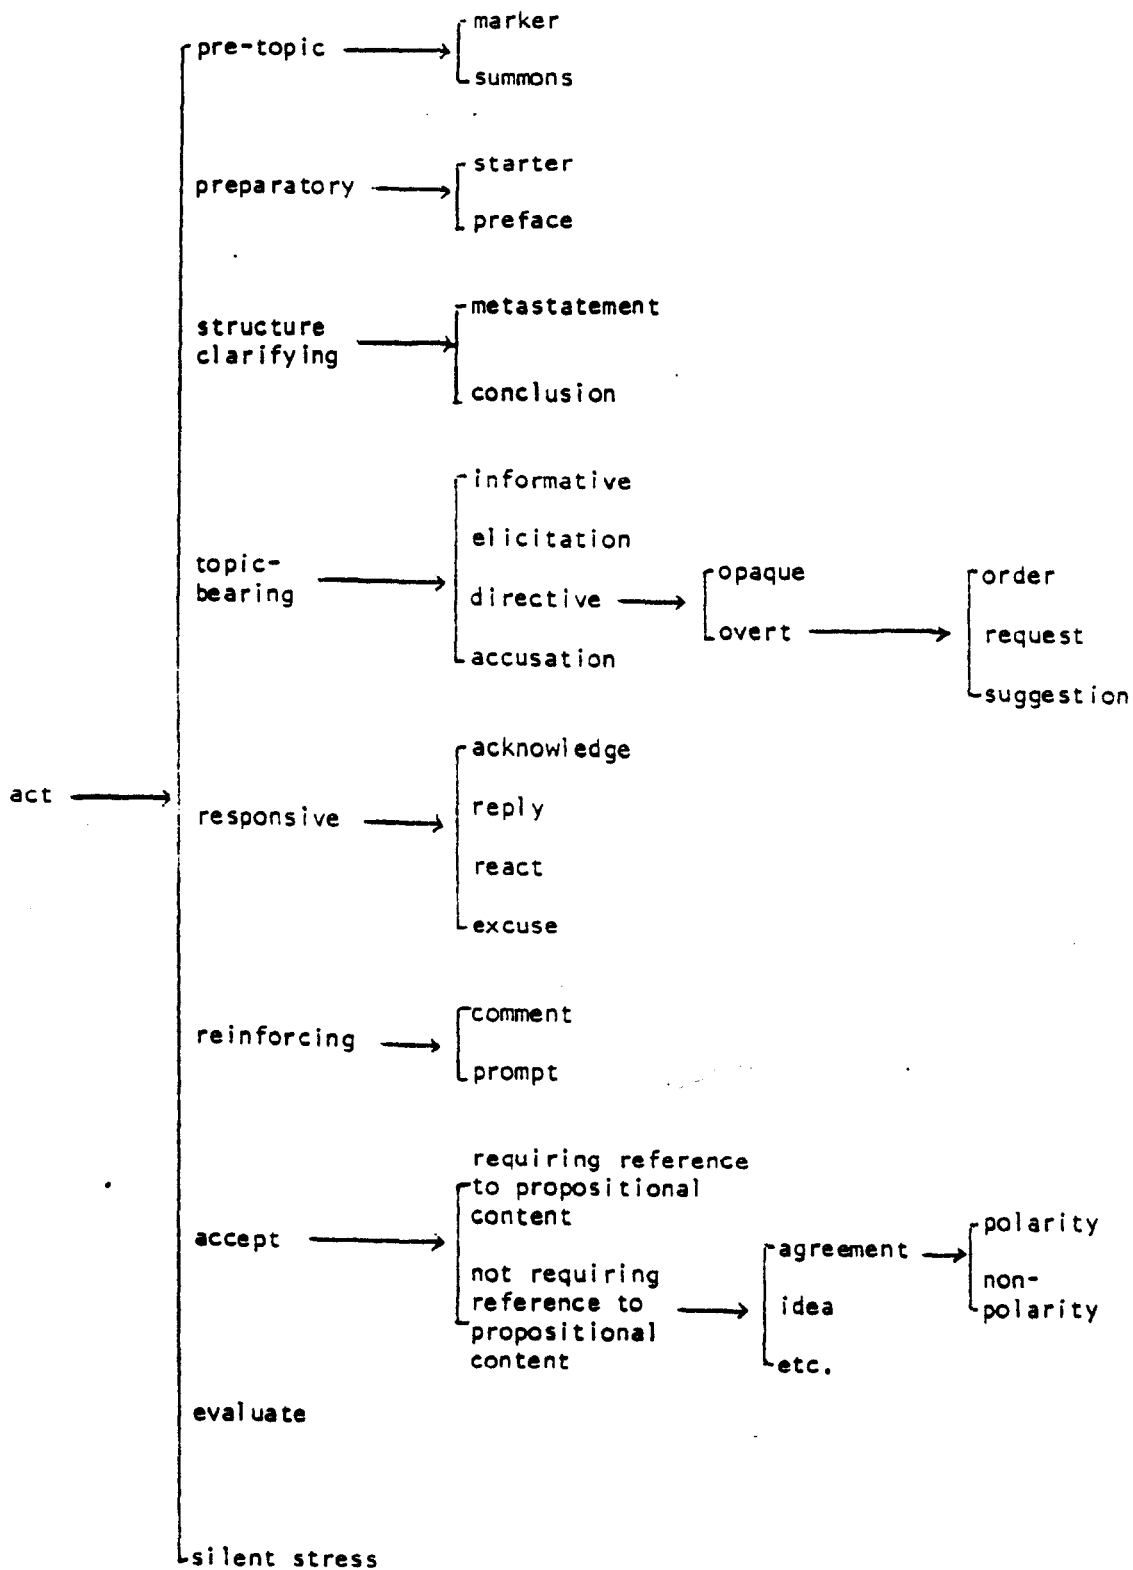 marker
pre-topic
summons
starter
preparatory
preface
metastatement
structure
clarifying
conclusion
informative
elicitation
topic-
bearing
opaque
order
directive
overt
request
accusation
suggestion
acknowledge
act
reply
responsive
react
excuse
comment
reinforcing
prompt
requiring reference
to propositional
content
accept
polarity
agreement
not requiring
reference to
propositional
content
non-
polarity
idea
etc.
evaluate
silent stress